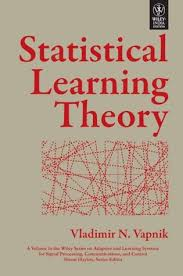 WILEY
Statistical
Learning
Theory
Vladimir N. Vapnik
A Volume in the Wiley Series on Adaptive and Learning Systems
for Signal Processing, Communications, and Control
Simon Haykin, Series Editor